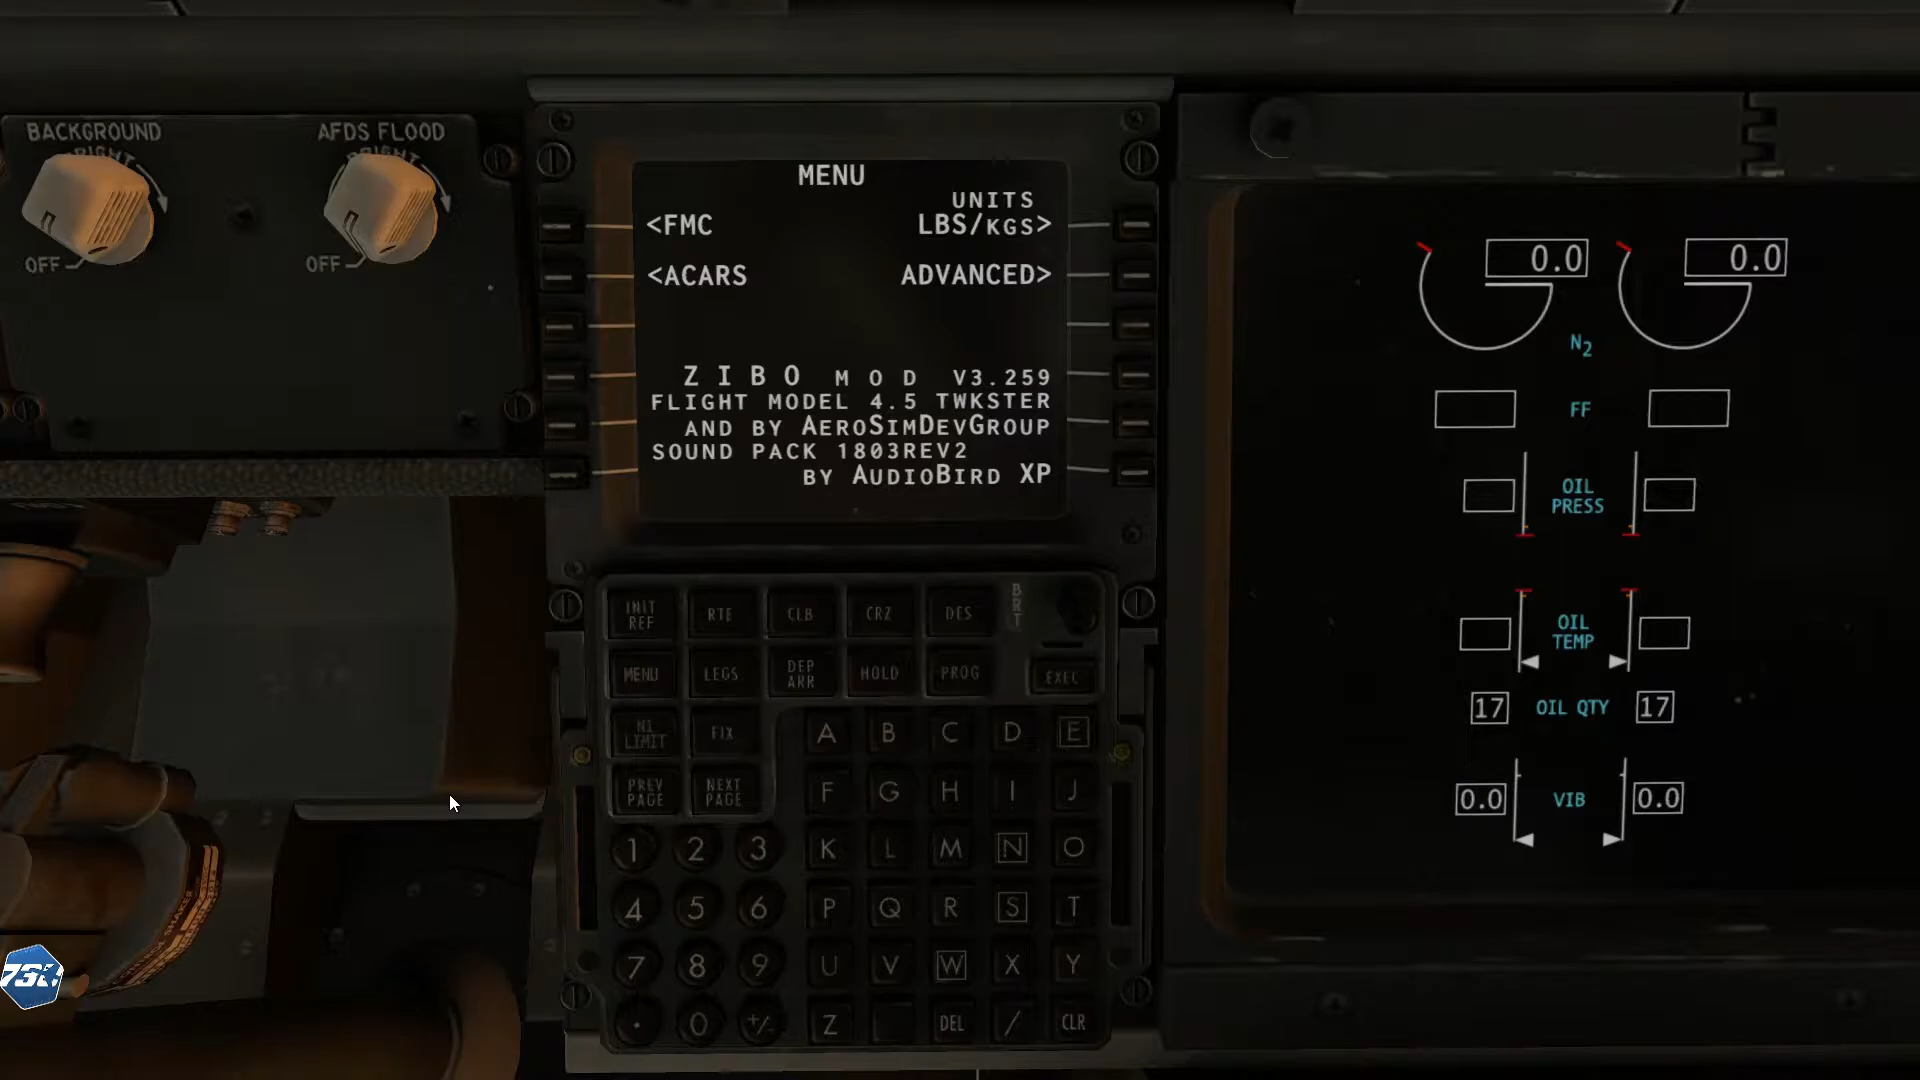 BACKGROUND
BRIGHT
OFF
AFDS FLOOD
BRIGHT
OFF
MENU
UNITS
<FMC LBS/KGS>
<ACARS ADVANCED>
ZIBO MOD V3.259
FLIGHT MODEL 4.5 TWKSTER
AND BY AEROSIMDEVGROUP
SOUND PACK 1803REV2
BY AUDIOBIRD XP
INIT REF
RTE
CLB
CRZ
DES
BRT
MENU
LEGS
DEP ARR
HOLD
PROG
EXEC
N1 LIMIT
FIX
PREV PAGE
NEXT PAGE
A B C D E
F G H I J
1 2 3 K L M N O
4 5 6 P Q R S T
7 8 9 U V W X Y
. 0 +/- Z DEL / CLR
0.0 0.0
N2
FF
OIL
PRESS
OIL
TEMP
17 OIL QTY 17
0.0 VIB 0.0
SHAKER